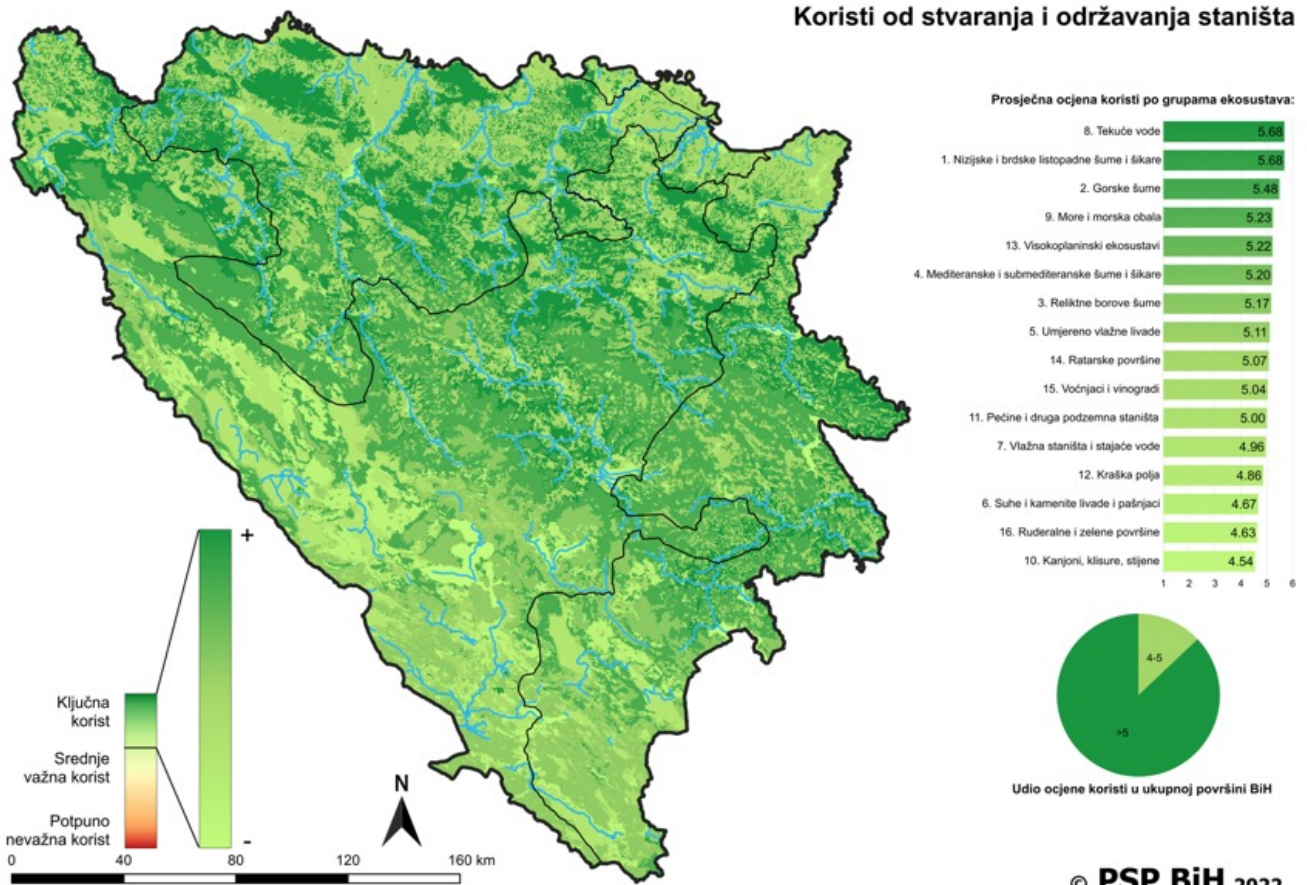 Koristi od stvaranja i održavanja staništa
Prosječna ocjena koristi po grupama ekosustava:
8. Tekuće vode 5.68
1. Nizijske i brdske listopadne šume i šikare 5.68
2. Gorske šume 5.48
9. More i morska obala 5.23
13. Visokoplaninski ekosustavi 5.22
4. Mediteranske i submediteranske šume i šikare 5.20
3. Reliktne borove šume 5.17
5. Umjereno vlažne livade 5.11
14. Ratarske površine 5.07
15. Voćnjaci i vinogradi 5.04
11. Pećine i druga podzemna staništa 5.00
7. Vlažna staništa i stajaće vode 4.96
12. Kraška polja 4.86
6. Suhe i kamenite livade i pašnjaci 4.67
16. Ruderalne i zelene površine 4.63
10. Kanjoni, klisure, stijene 4.54
1 2 3 4 5 6
4-5
>5
Udio ocjene koristi u ukupnoj površini BiH
+
Ključna
korist
Srednje
važna korist
Potpuno
nevažna korist
-
N
0 40 80 120 160 km
© PSP BiH 2022